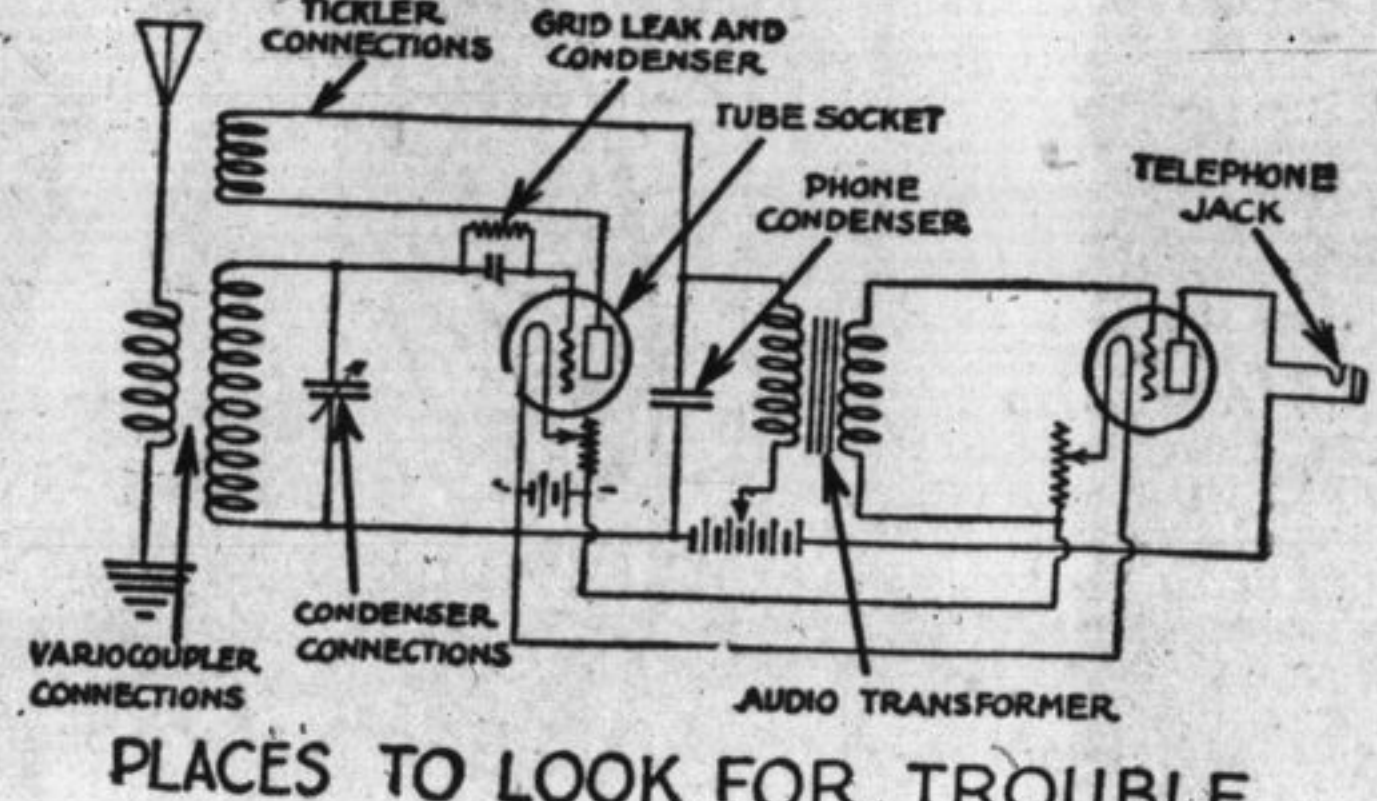 TICKLER
CONNECTIONS
GRID LEAK AND
CONDENSER
TUBE SOCKET
PHONE
CONDENSER
TELEPHONE
JACK
VARIOCOUPLER
CONNECTIONS
CONDENSER
CONNECTIONS
AUDIO TRANSFORMER
PLACES TO LOOK FOR TROUBLE